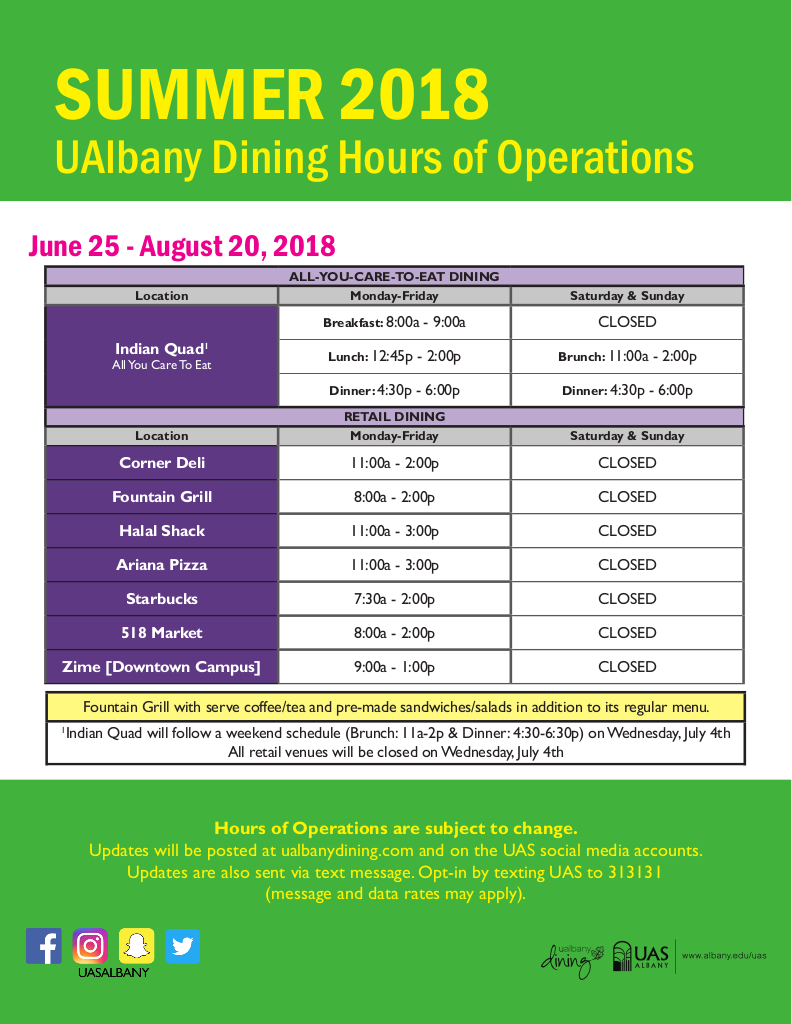 SUMMER 2018
UAlbany Dining Hours of Operations
June 25 - August 20, 2018
ALL-YOU-CARE-TO-EAT DINING
Location Monday-Friday Saturday & Sunday
Indian Quad¹
All You Care To Eat
Breakfast: 8:00a - 9:00a CLOSED
Lunch: 12:45p - 2:00p Brunch: 11:00a - 2:00p
Dinner: 4:30p - 6:00p Dinner: 4:30p - 6:00p
RETAIL DINING
Location Monday-Friday Saturday & Sunday
Corner Deli 11:00a - 2:00p CLOSED
Fountain Grill 8:00a - 2:00p CLOSED
Halal Shack 11:00a - 3:00p CLOSED
Ariana Pizza 11:00a - 3:00p CLOSED
Starbucks 7:30a - 2:00p CLOSED
518 Market 8:00a - 2:00p CLOSED
Zime [Downtown Campus] 9:00a - 1:00p CLOSED
Fountain Grill with serve coffee/tea and pre-made sandwiches/salads in addition to its regular menu.
¹Indian Quad will follow a weekend schedule (Brunch: 11a-2p & Dinner: 4:30-6:30p) on Wednesday, July 4th
All retail venues will be closed on Wednesday, July 4th
Hours of Operations are subject to change.
Updates will be posted at ualbanydining.com and on the UAS social media accounts.
Updates are also sent via text message. Opt-in by texting UAS to 313131
(message and data rates may apply).
UASALBANY
ualbany
dining
UAS
ALBANY
www.albany.edu/uas